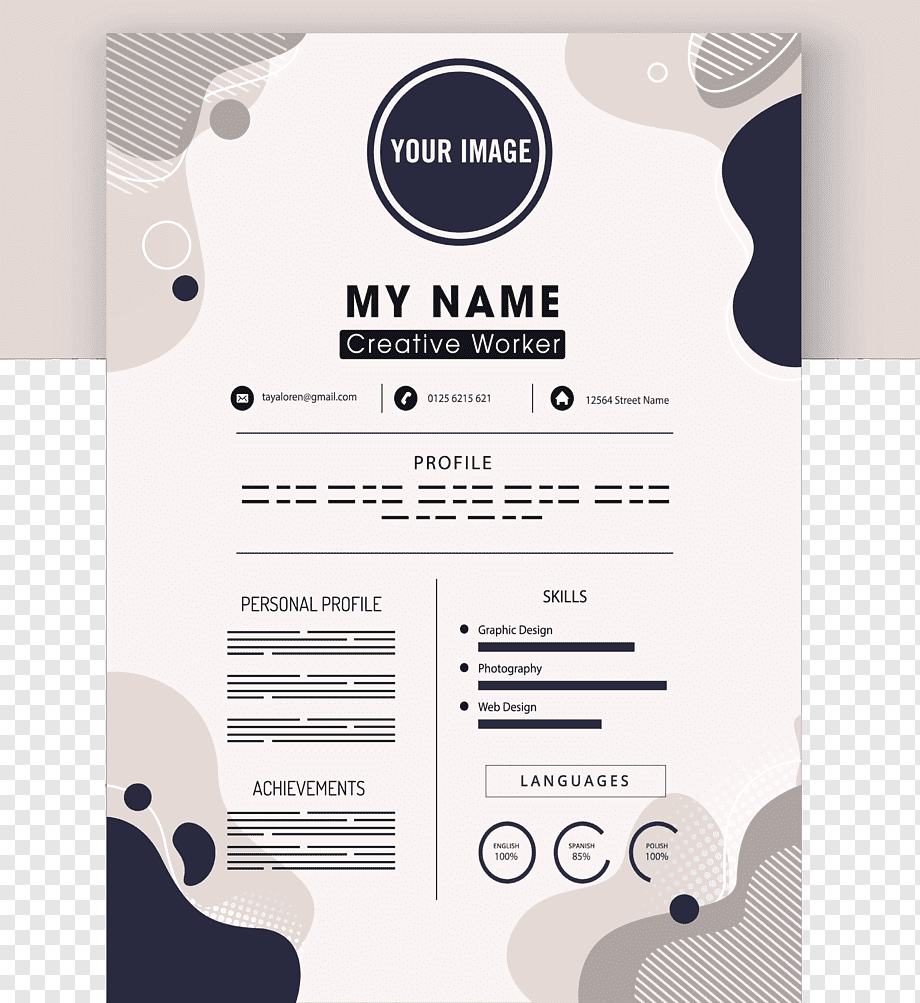 YOUR IMAGE
MY NAME
Creative Worker
tayaloren@gmail.com
0125 6215 621
12564 Street Name
PROFILE
PERSONAL PROFILE
ACHIEVEMENTS
SKILLS
Graphic Design
Photography
Web Design
LANGUAGES
ENGLISH
100%
SPANISH
85%
POLISH
100%